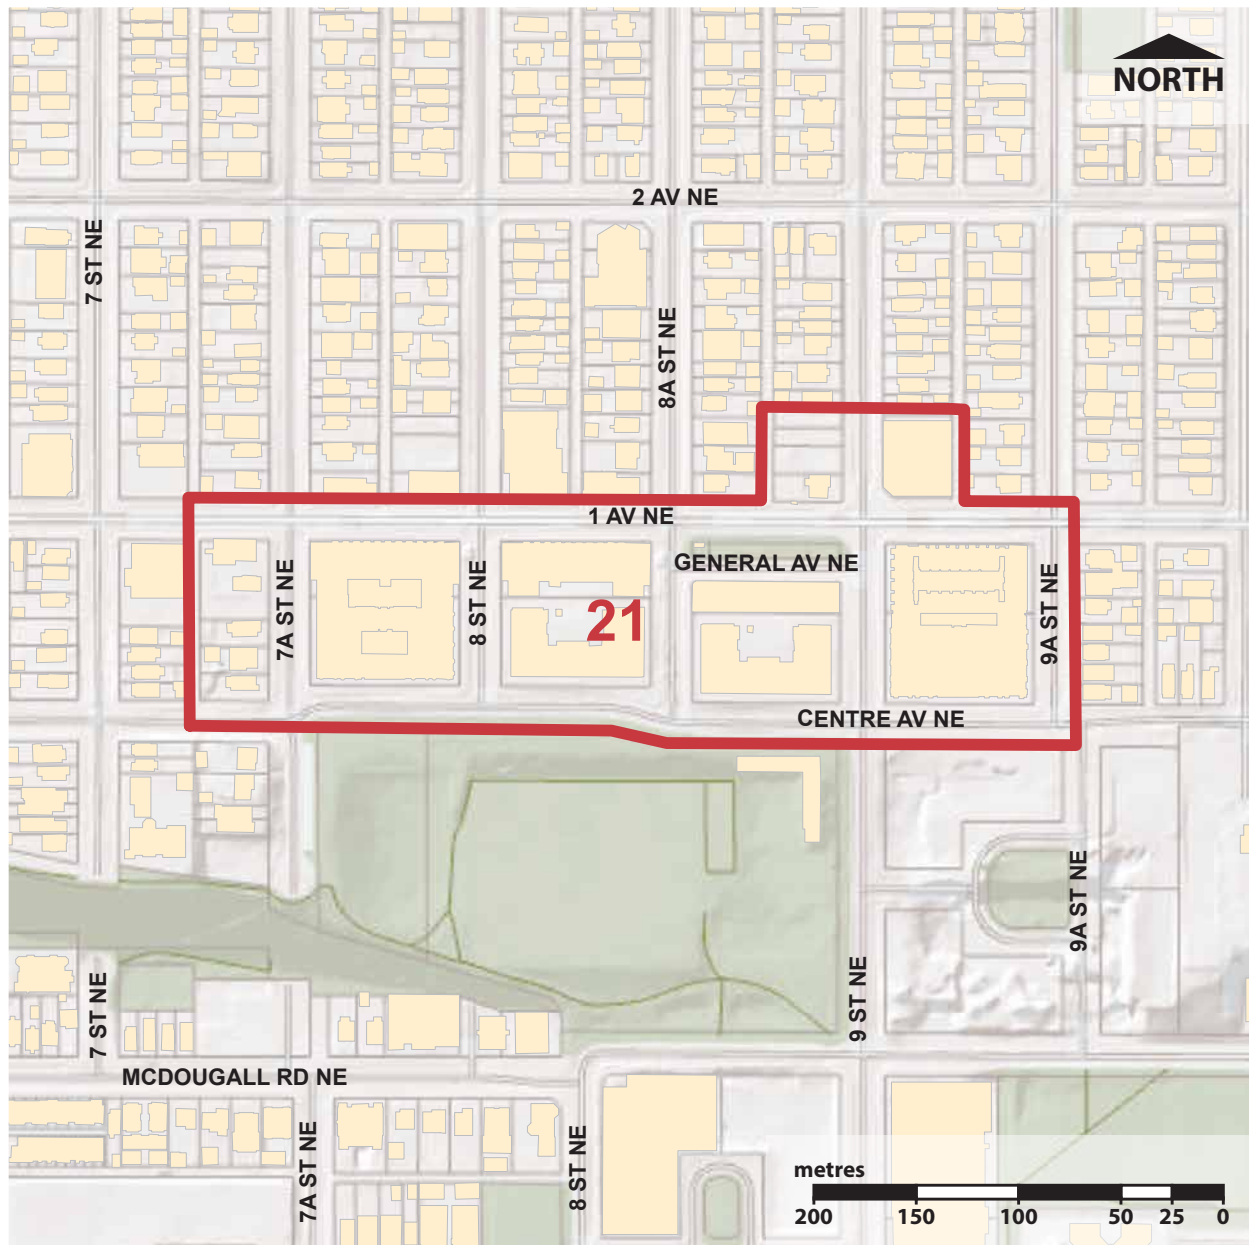 NORTH
2 AV NE
7 ST NE
8A ST NE
1 AV NE
GENERAL AV NE
7A ST NE
8 ST NE
21
9A ST NE
CENTRE AV NE
9A ST NE
7 ST NE
9 ST NE
MCDOUGALL RD NE
7A ST NE
8 ST NE
metres
200 150 100 50 25 0